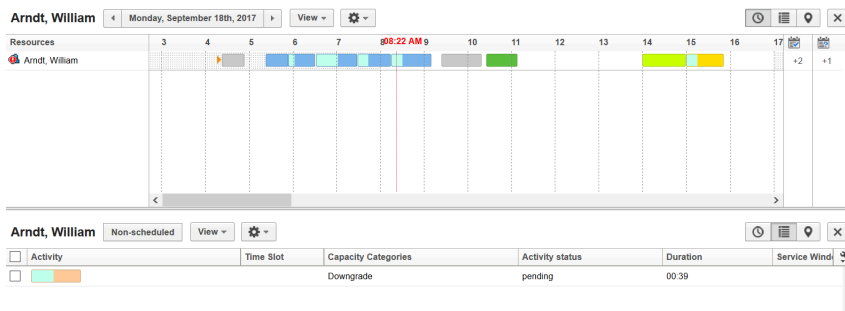 Arndt, William Monday, September 18th, 2017 View
Resources 3 4 5 6 7 8 08:22 AM 9 10 11 12 13 14 15 16 17
Arndt, William +2 +1
Arndt, William Non-scheduled View
Activity Time Slot Capacity Categories Activity status Duration Service Wind
Downgrade pending 00:39